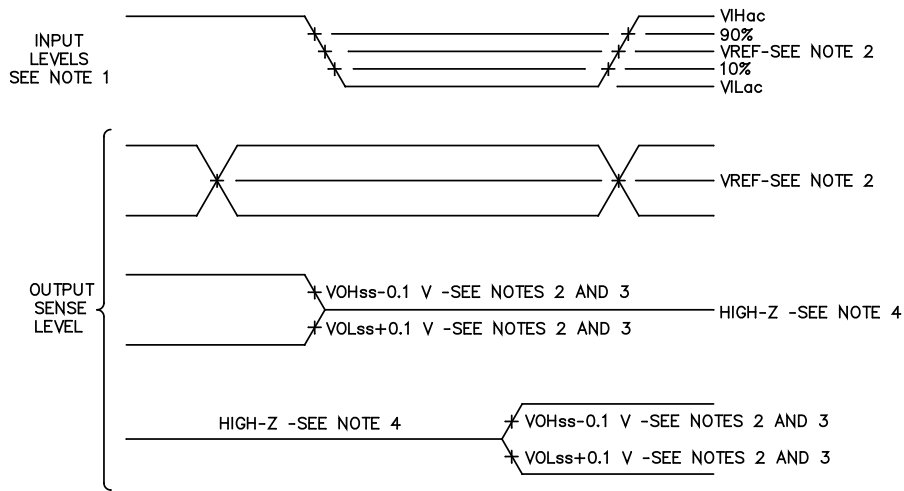 INPUT
LEVELS
SEE NOTE 1
VIHac
90%
VREF-SEE NOTE 2
10%
VILac
VREF-SEE NOTE 2
OUTPUT
SENSE
LEVEL
VOHss-0.1 V -SEE NOTES 2 AND 3
VOLss+0.1 V -SEE NOTES 2 AND 3
HIGH-Z -SEE NOTE 4
HIGH-Z -SEE NOTE 4
VOHss-0.1 V -SEE NOTES 2 AND 3
VOLss+0.1 V -SEE NOTES 2 AND 3